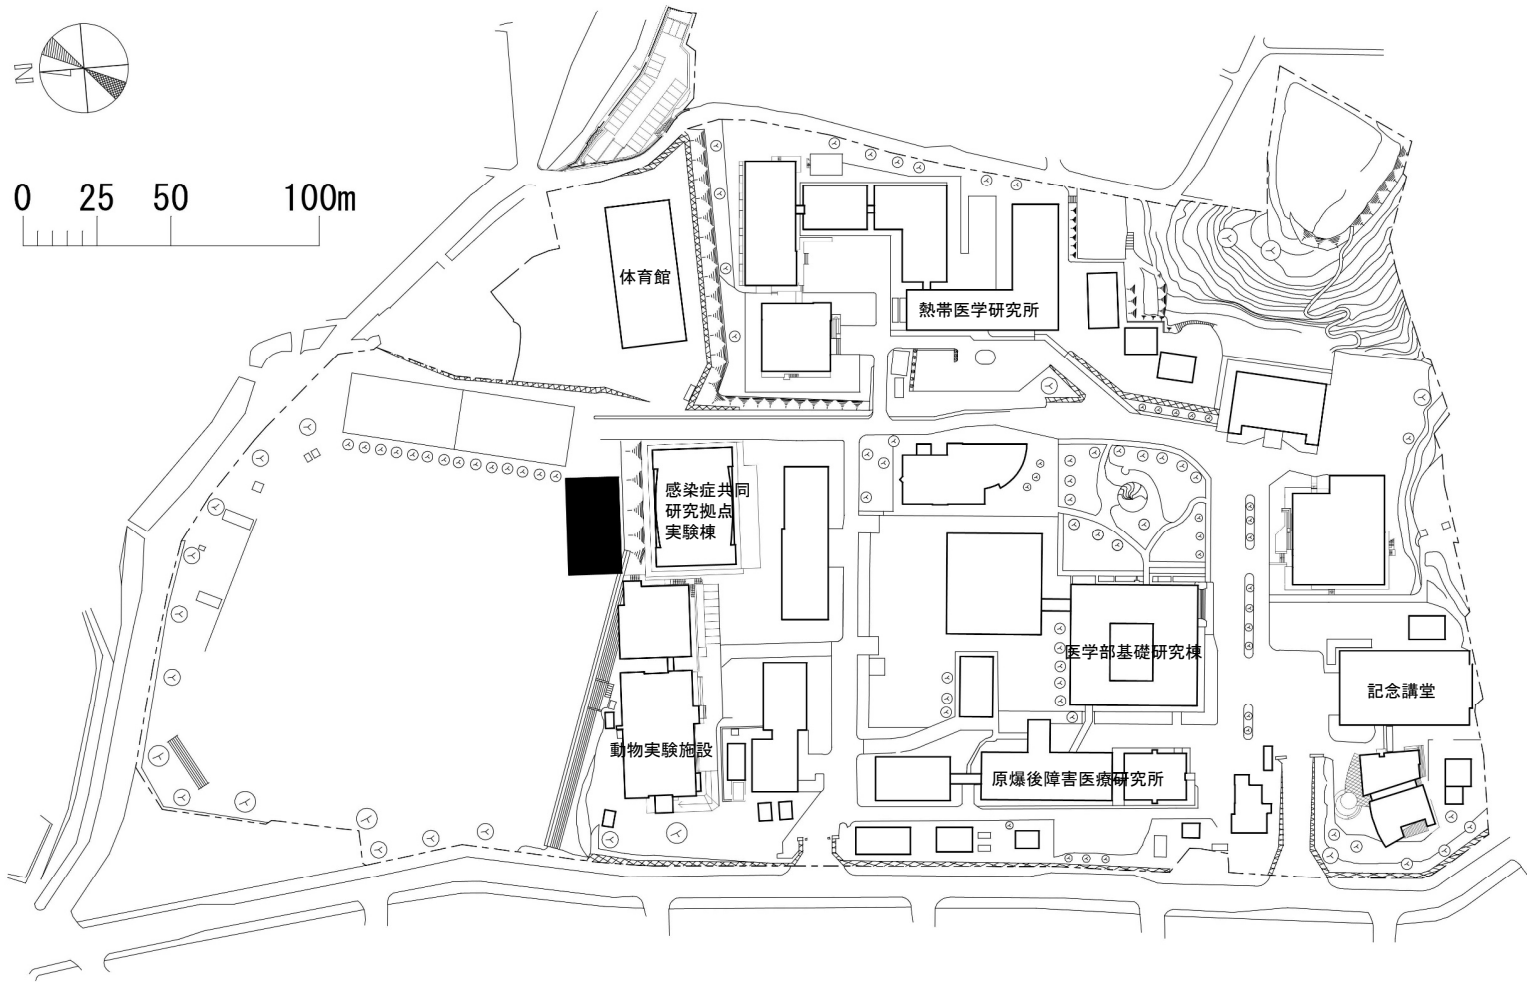 N
0 25 50 100m
体育館
熱帯医学研究所
感染症共同
研究拠点
実験棟
医学部基礎研究棟
記念講堂
動物実験施設
原爆後障害医療研究所